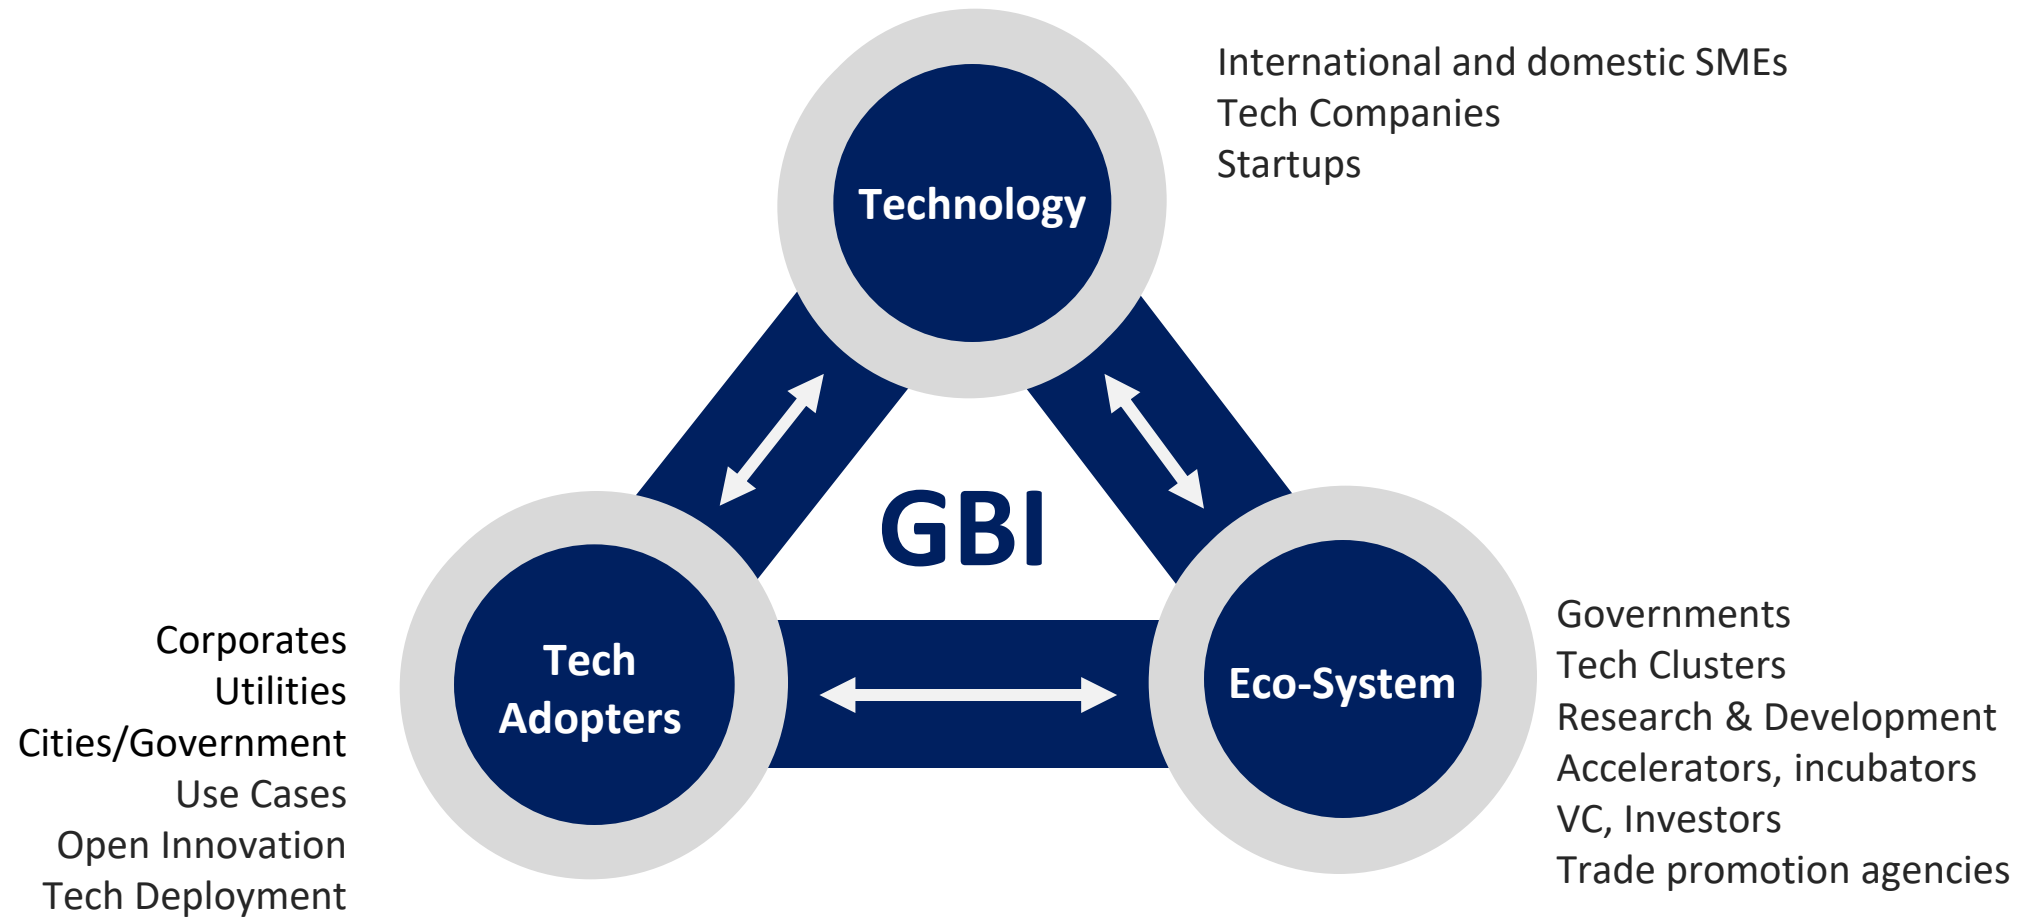 International and domestic SMEs
Tech Companies
Startups
Technology
GBI
Tech
Adopters
Corporates
Utilities
Cities/Government
Use Cases
Open Innovation
Tech Deployment
Eco-System
Governments
Tech Clusters
Research & Development
Accelerators, incubators
VC, Investors
Trade promotion agencies